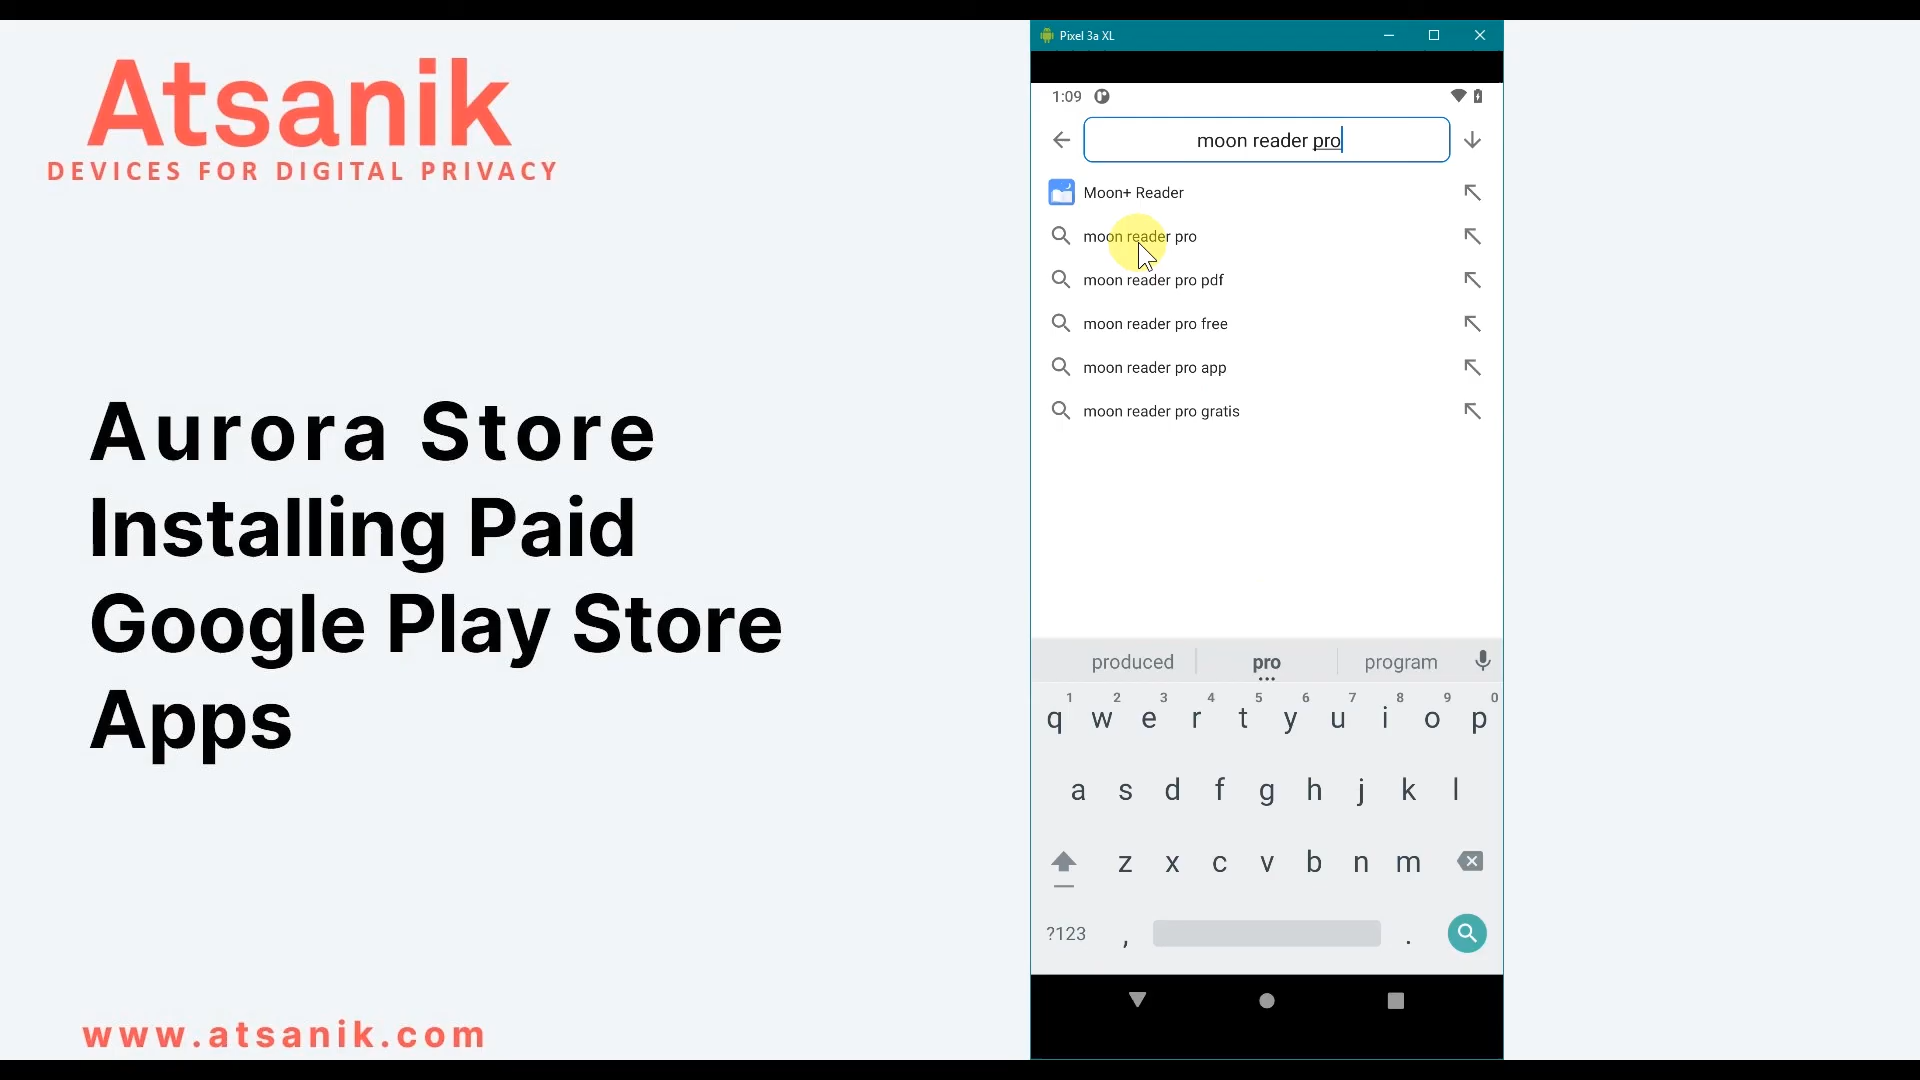 Atsanik
DEVICES FOR DIGITAL PRIVACY
Aurora Store
Installing Paid
Google Play Store
Apps
www.atsanik.com
Pixel 3a XL
1:09
moon reader pro
Moon+ Reader
moon reader pro
moon reader pro pdf
moon reader pro free
moon reader pro app
moon reader pro gratis
produced pro program
1 2 3 4 5 6 7 8 9 0
q w e r t y u i o p
a s d f g h j k l
z x c v b n m
?123 , .